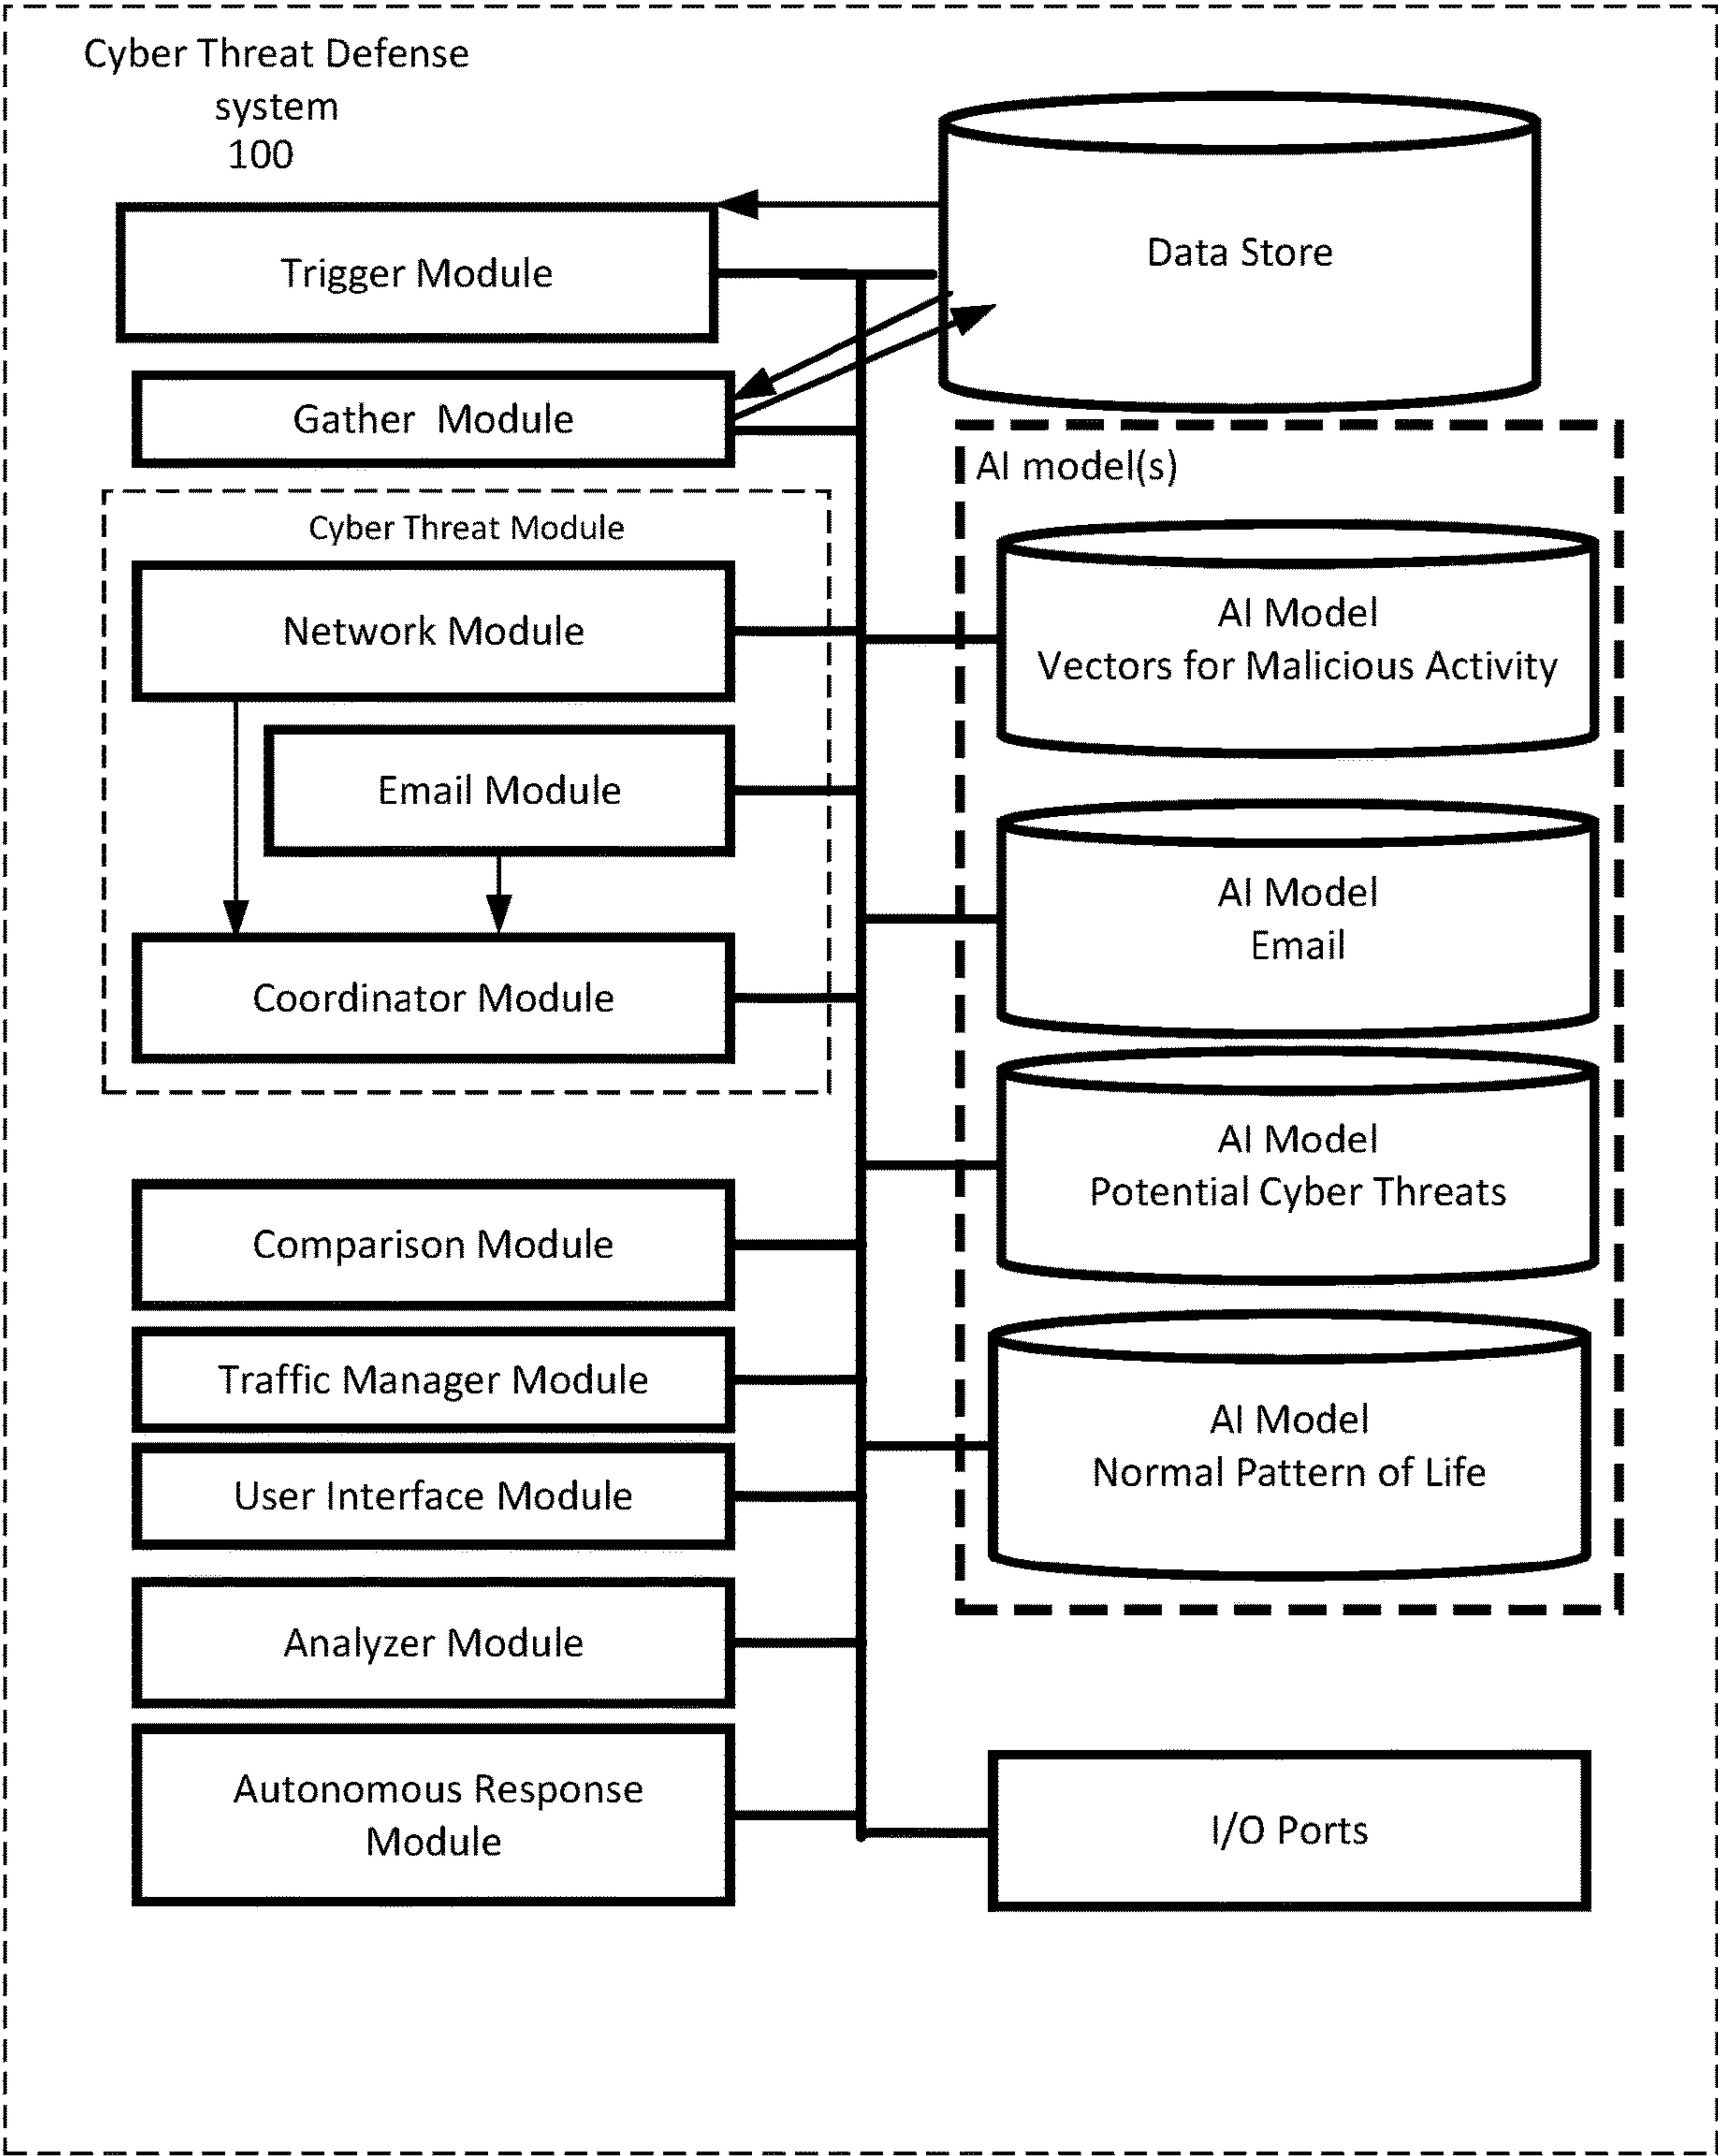 Cyber Threat Defense
system
100
Trigger Module
Data Store
Gather Module
AI model(s)
Cyber Threat Module
Network Module
AI Model
Vectors for Malicious Activity
Email Module
AI Model
Email
Coordinator Module
AI Model
Potential Cyber Threats
Comparison Module
Traffic Manager Module
AI Model
Normal Pattern of Life
User Interface Module
Analyzer Module
Autonomous Response
Module
I/O Ports